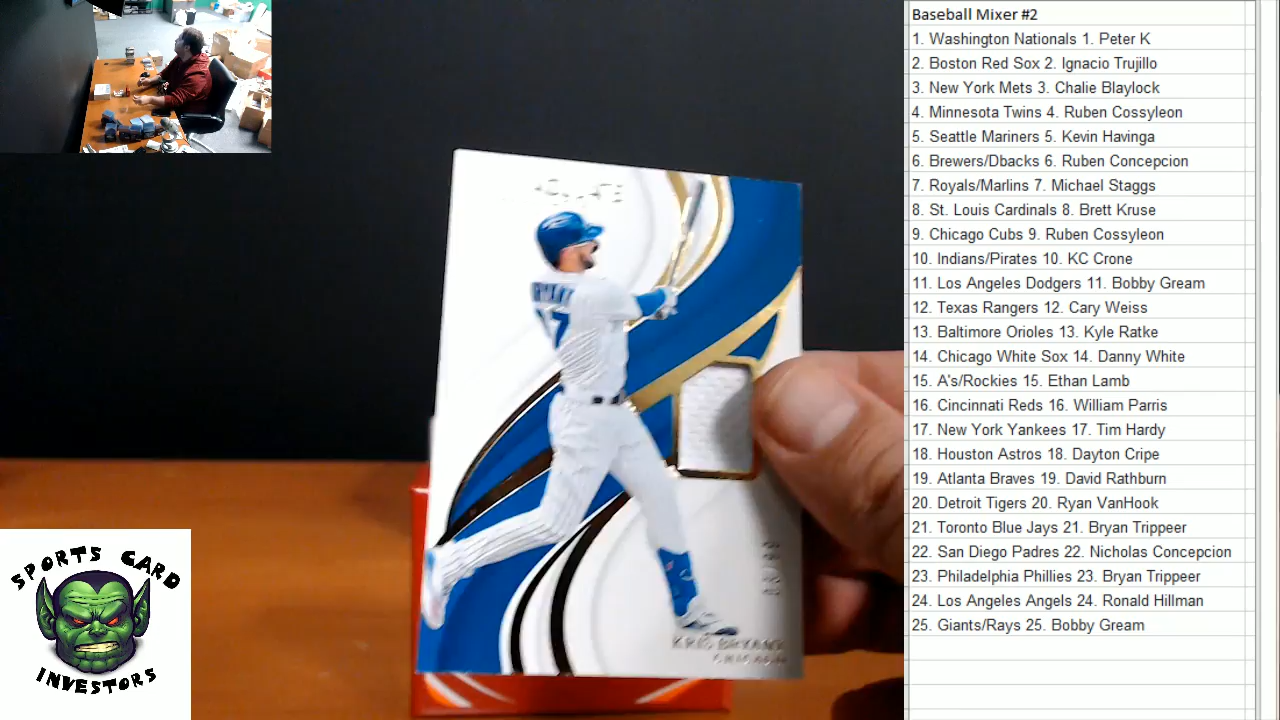 Baseball Mixer #2
1. Washington Nationals 1. Peter K
2. Boston Red Sox 2. Ignacio Trujillo
3. New York Mets 3. Chalie Blaylock
4. Minnesota Twins 4. Ruben Cossyleon
5. Seattle Mariners 5. Kevin Havinga
6. Brewers/Dbacks 6. Ruben Concepcion
7. Royals/Marlins 7. Michael Staggs
8. St. Louis Cardinals 8. Brett Kruse
9. Chicago Cubs 9. Ruben Cossyleon
10. Indians/Pirates 10. KC Crone
11. Los Angeles Dodgers 11. Bobby Gream
12. Texas Rangers 12. Cary Weiss
13. Baltimore Orioles 13. Kyle Ratke
14. Chicago White Sox 14. Danny White
15. A's/Rockies 15. Ethan Lamb
16. Cincinnati Reds 16. William Parris
17. New York Yankees 17. Tim Hardy
18. Houston Astros 18. Dayton Cripe
19. Atlanta Braves 19. David Rathburn
20. Detroit Tigers 20. Ryan VanHook
21. Toronto Blue Jays 21. Bryan Trippeer
22. San Diego Padres 22. Nicholas Concepcion
23. Philadelphia Phillies 23. Bryan Trippeer
24. Los Angeles Angels 24. Ronald Hillman
25. Giants/Rays 25. Bobby Gream
17
KRIS BRYANT
CHICAGO
SPORTS CARD
INVESTORS